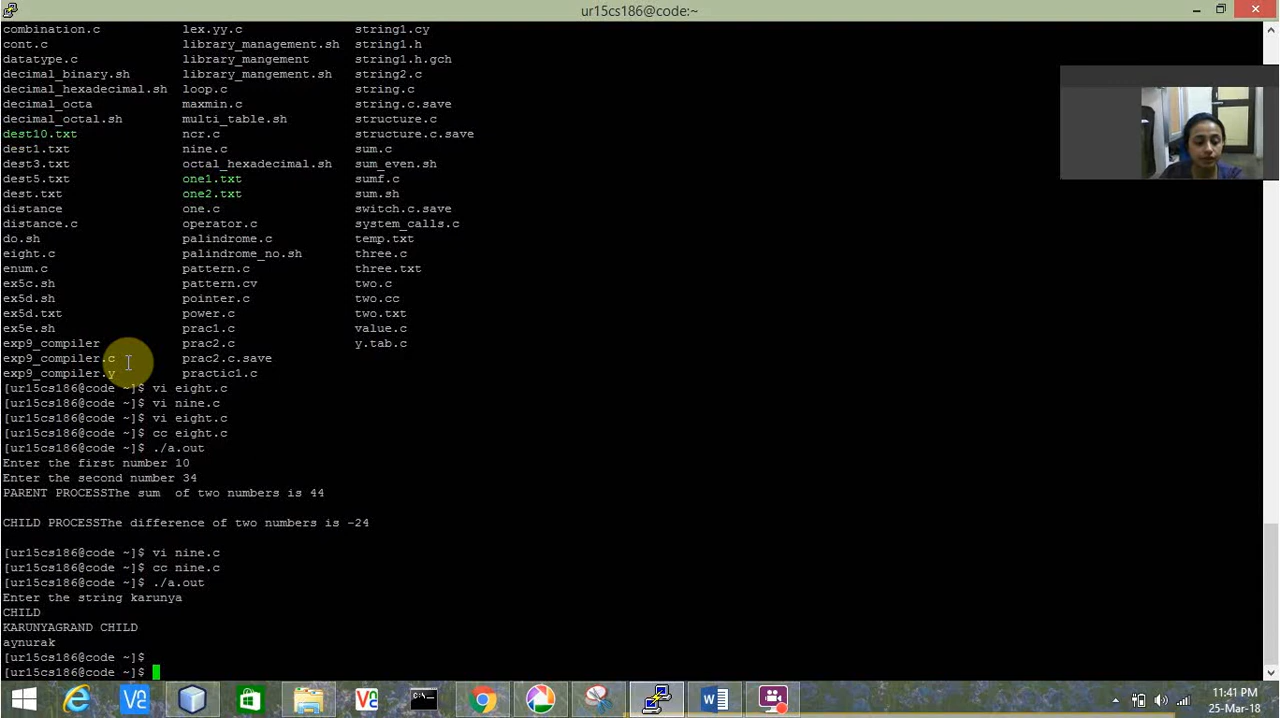 ur15cs186@code:~
combination.c lex.yy.c string1.cy
cont.c library_management.sh string1.h
datatype.c library_mangement string1.h.gch
decimal_binary.sh library_mangement.sh string2.c
decimal_hexadecimal.sh loop.c string.c
decimal_octa maxmin.c string.c.save
decimal_octal.sh multi_table.sh structure.c
dest10.txt ncr.c structure.c.save
dest1.txt nine.c sum.c
dest3.txt octal_hexadecimal.sh sum_even.sh
dest5.txt one1.txt sumf.c
dest.txt one2.txt sum.sh
distance one.c switch.c.save
distance.c operator.c system_calls.c
do.sh palindrome.c temp.txt
eight.c palindrome_no.sh three.c
enum.c pattern.c three.txt
ex5c.sh pattern.cv two.c
ex5d.sh pointer.c two.cc
ex5d.txt power.c two.txt
ex5e.sh prac1.c value.c
exp9_compiler prac2.c y.tab.c
exp9_compiler.c prac2.c.save
exp9_compiler.y practic1.c
[ur15cs186@code ~]$ vi eight.c
[ur15cs186@code ~]$ vi nine.c
[ur15cs186@code ~]$ vi eight.c
[ur15cs186@code ~]$ cc eight.c
[ur15cs186@code ~]$ ./a.out
Enter the first number 10
Enter the second number 34
PARENT PROCESSThe sum  of two numbers is 44
CHILD PROCESSThe difference of two numbers is -24
[ur15cs186@code ~]$ vi nine.c
[ur15cs186@code ~]$ cc nine.c
[ur15cs186@code ~]$ ./a.out
Enter the string karunya
CHILD
KARUNYAGRAND CHILD
aynurak
[ur15cs186@code ~]$
[ur15cs186@code ~]$
11:41 PM
25-Mar-18